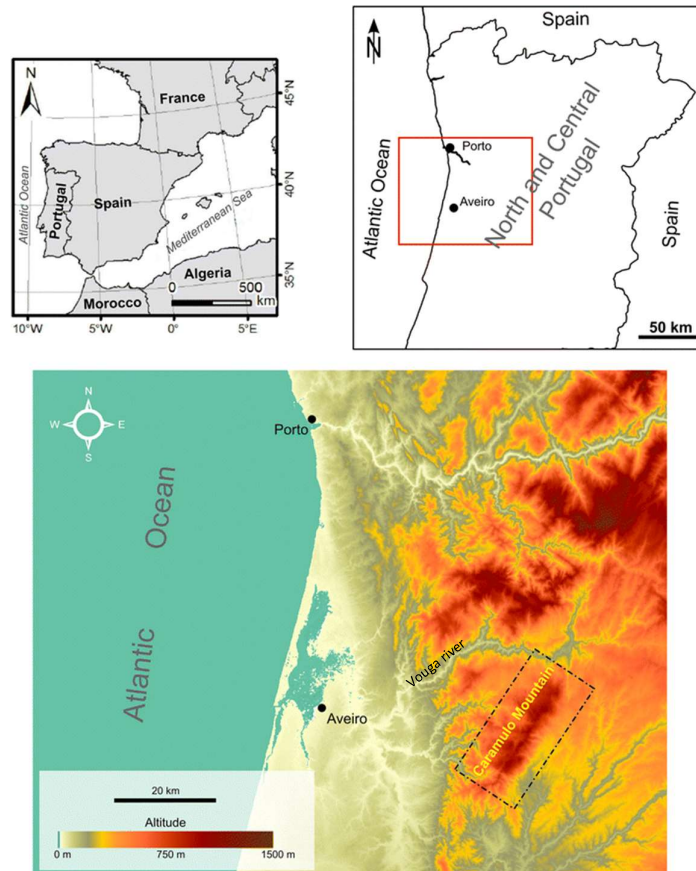 N
France
45°N
40°N
35°N
Atlantic Ocean
Portugal
Spain
Mediterranean Sea
Algeria
Morocco
0 500
km
10°W 5°W 0° 5°E
N
Spain
Porto
Aveiro
Atlantic Ocean
North and Central
Portugal
Spain
50 km
N
W E
S
Porto
Atlantic Ocean
Vouga river
Caramulo Mountain
Aveiro
20 km
Altitude
0 m 750 m 1500 m